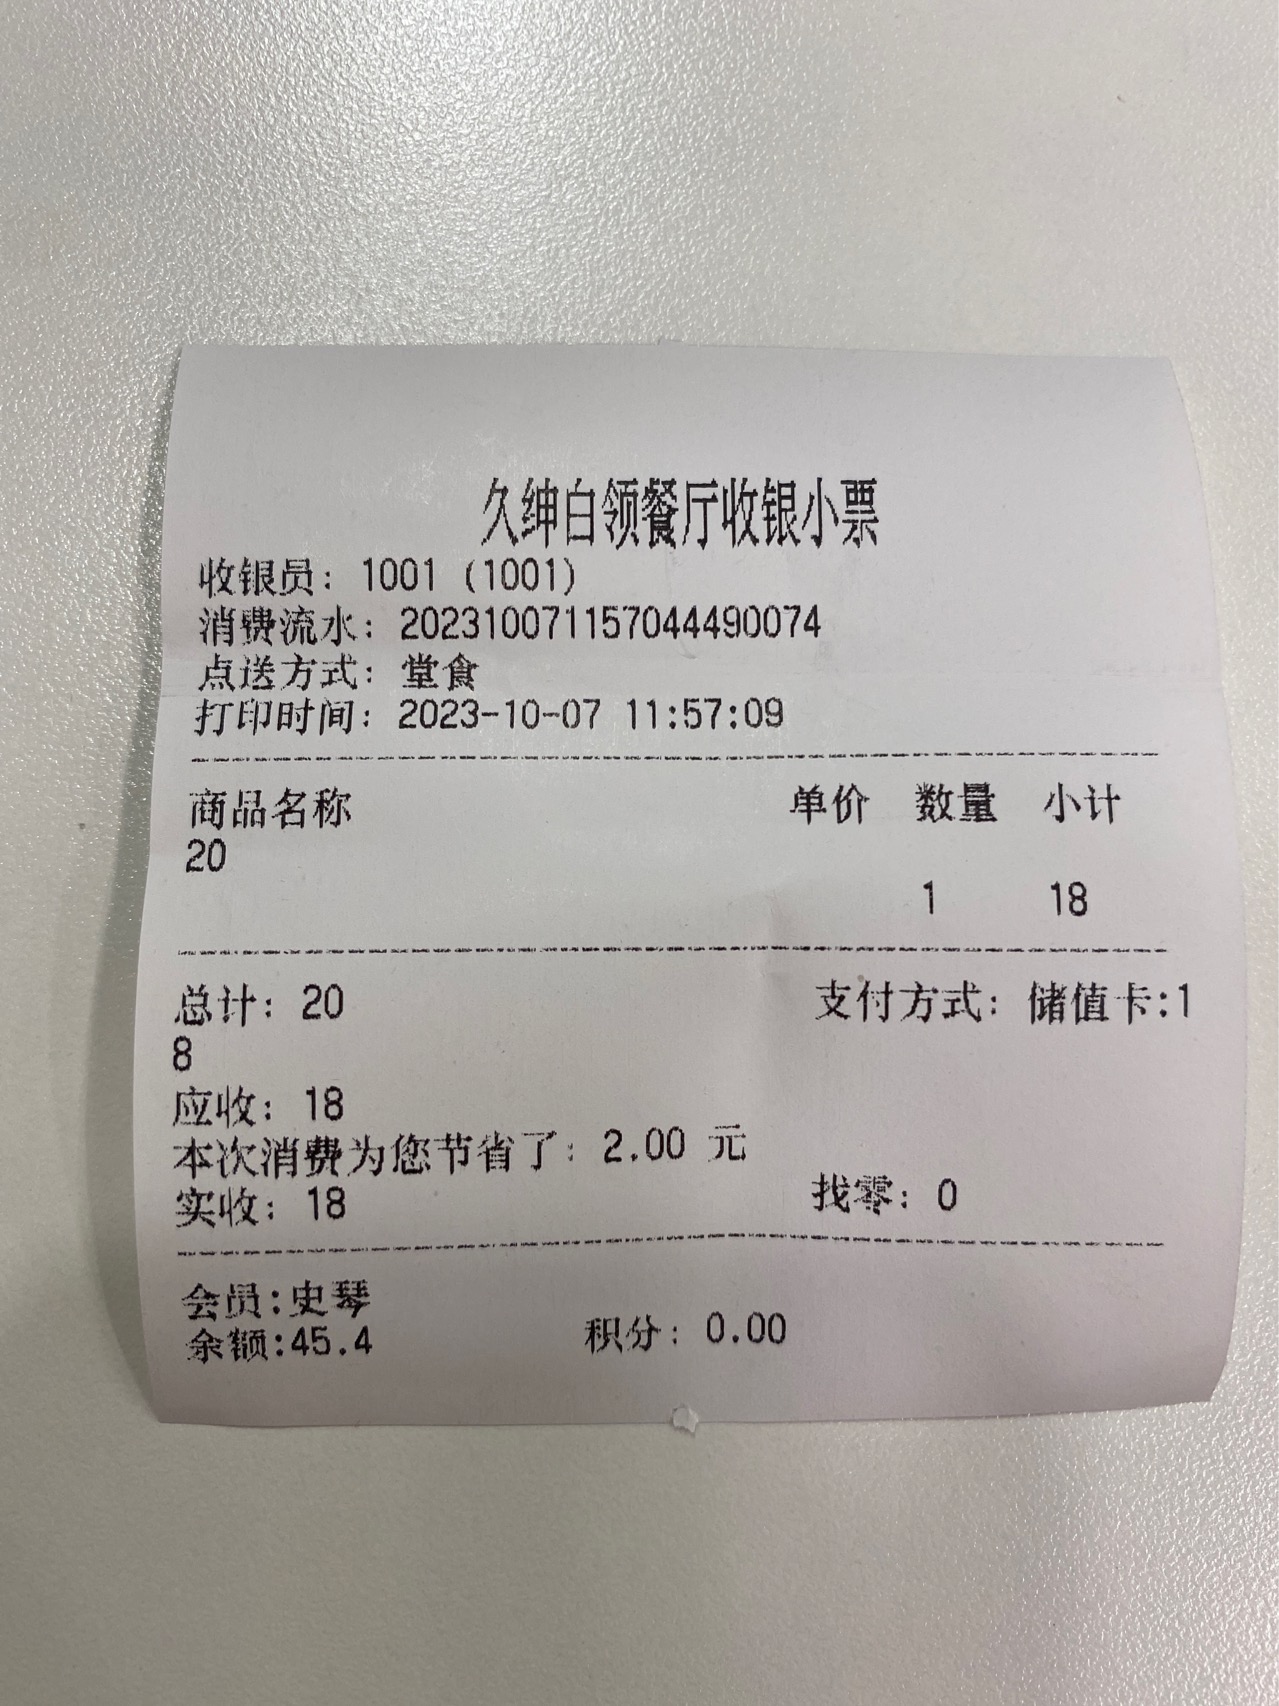 久绅白领餐厅收银小票
收银员: 1001 (1001)
消费流水: 202310071157044490074
点送方式: 堂食
打印时间: 2023-10-07 11:57:09
商品名称 单价 数量 小计
20
1 18
总计: 20 支付方式: 储值卡:1
8
应收: 18
本次消费为您节省了: 2.00 元
实收: 18 找零: 0
会员:史琴
余额:45.4 积分: 0.00